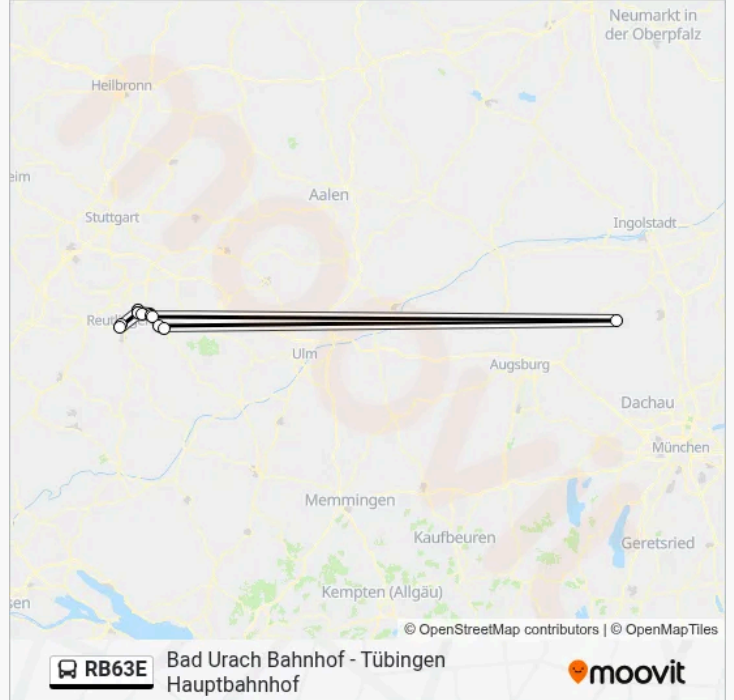 Neumarkt in
der Oberpfalz
Heilbronn
eim
Aalen
Stuttgart
Ingolstadt
Ulm
Augsburg
Dachau
München
Memmingen
Kaufbeuren
Geretsried
Kempten (Allgäu)
sen
moovit
© OpenStreetMap contributors | © OpenMapTiles
RB63E
Bad Urach Bahnhof - Tübingen
Hauptbahnhof
moovit